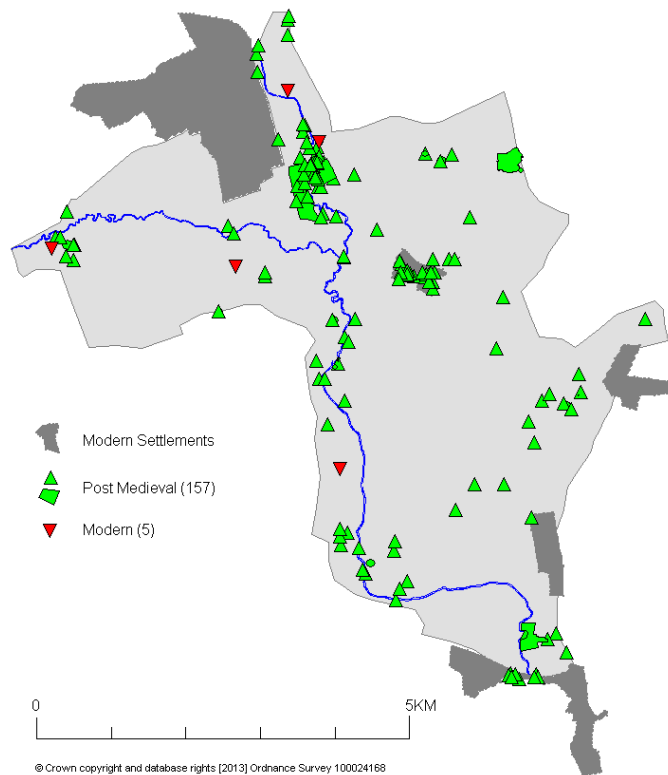 Modern Settlements
Post Medieval (157)
Modern (5)
0 5KM
© Crown copyright and database rights [2013] Ordnance Survey 100024168